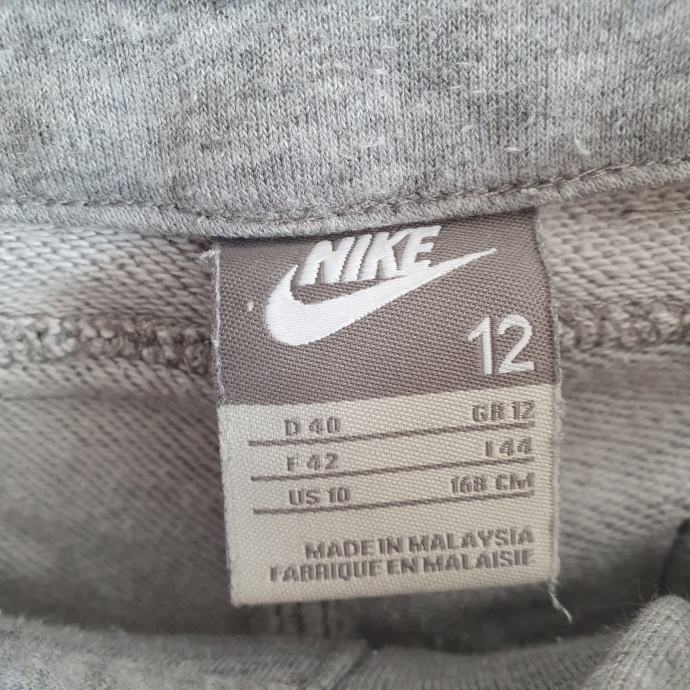 NIKE
12
D 40 GB 12
F 42 I 44
US 10 168 CM
MADE IN MALAYSIA
FABRIQUE EN MALAISIE